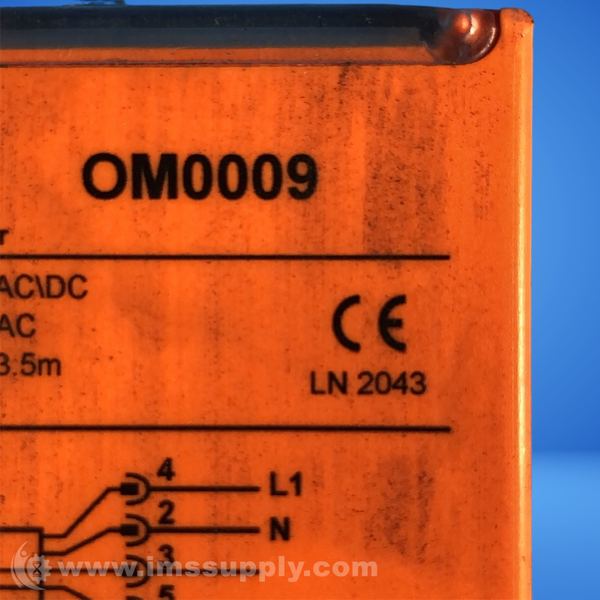 OM0009
r
AC\DC
AC
3.5m
CE
LN 2043
4
L1
2
N
3
5
www.imssupply.com